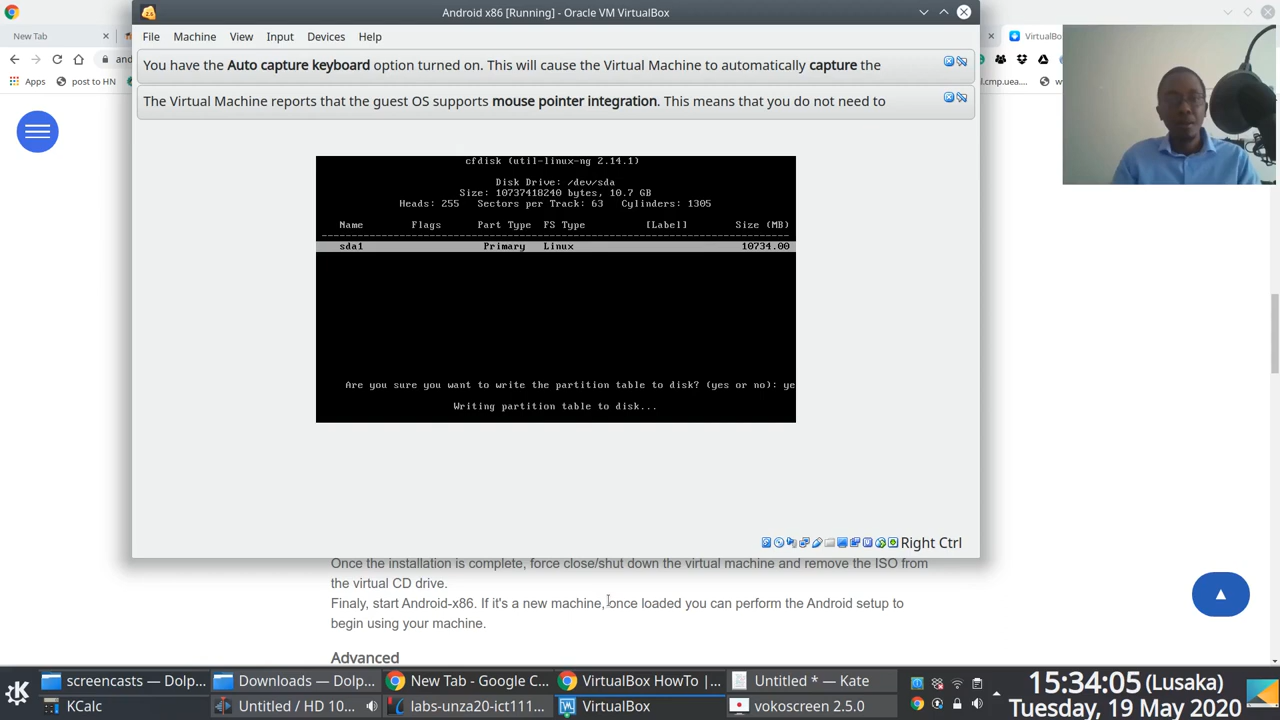 Android x86 [Running] - Oracle VM VirtualBox
New Tab
VirtualBo
File Machine View Input Devices Help
You have the Auto capture keyboard option turned on. This will cause the Virtual Machine to automatically capture the
The Virtual Machine reports that the guest OS supports mouse pointer integration. This means that you do not need to
and
Apps post to HN
l.cmp.uea.
cfdisk (util-linux-ng 2.14.1)
Disk Drive: /dev/sda
Size: 10737418240 bytes, 10.7 GB
Heads: 255 Sectors per Track: 63 Cylinders: 1305
Name Flags Part Type FS Type [Label] Size (MB)
sda1 Primary Linux 10734.00
Are you sure you want to write the partition table to disk? (yes or no): ye
Writing partition table to disk...
Right Ctrl
Once the installation is complete, force close/shut down the virtual machine and remove the ISO from
the virtual CD drive.
Finaly, start Android-x86. If it's a new machine, once loaded you can perform the Android setup to
begin using your machine.
Advanced
screencasts — Dolp...
Downloads — Dolp...
New Tab - Google C...
VirtualBox HowTo |...
Untitled * — Kate
KCalc
Untitled / HD 10...
labs-unza20-ict111...
VirtualBox
vokoscreen 2.5.0
15:34:05 (Lusaka)
Tuesday, 19 May 2020